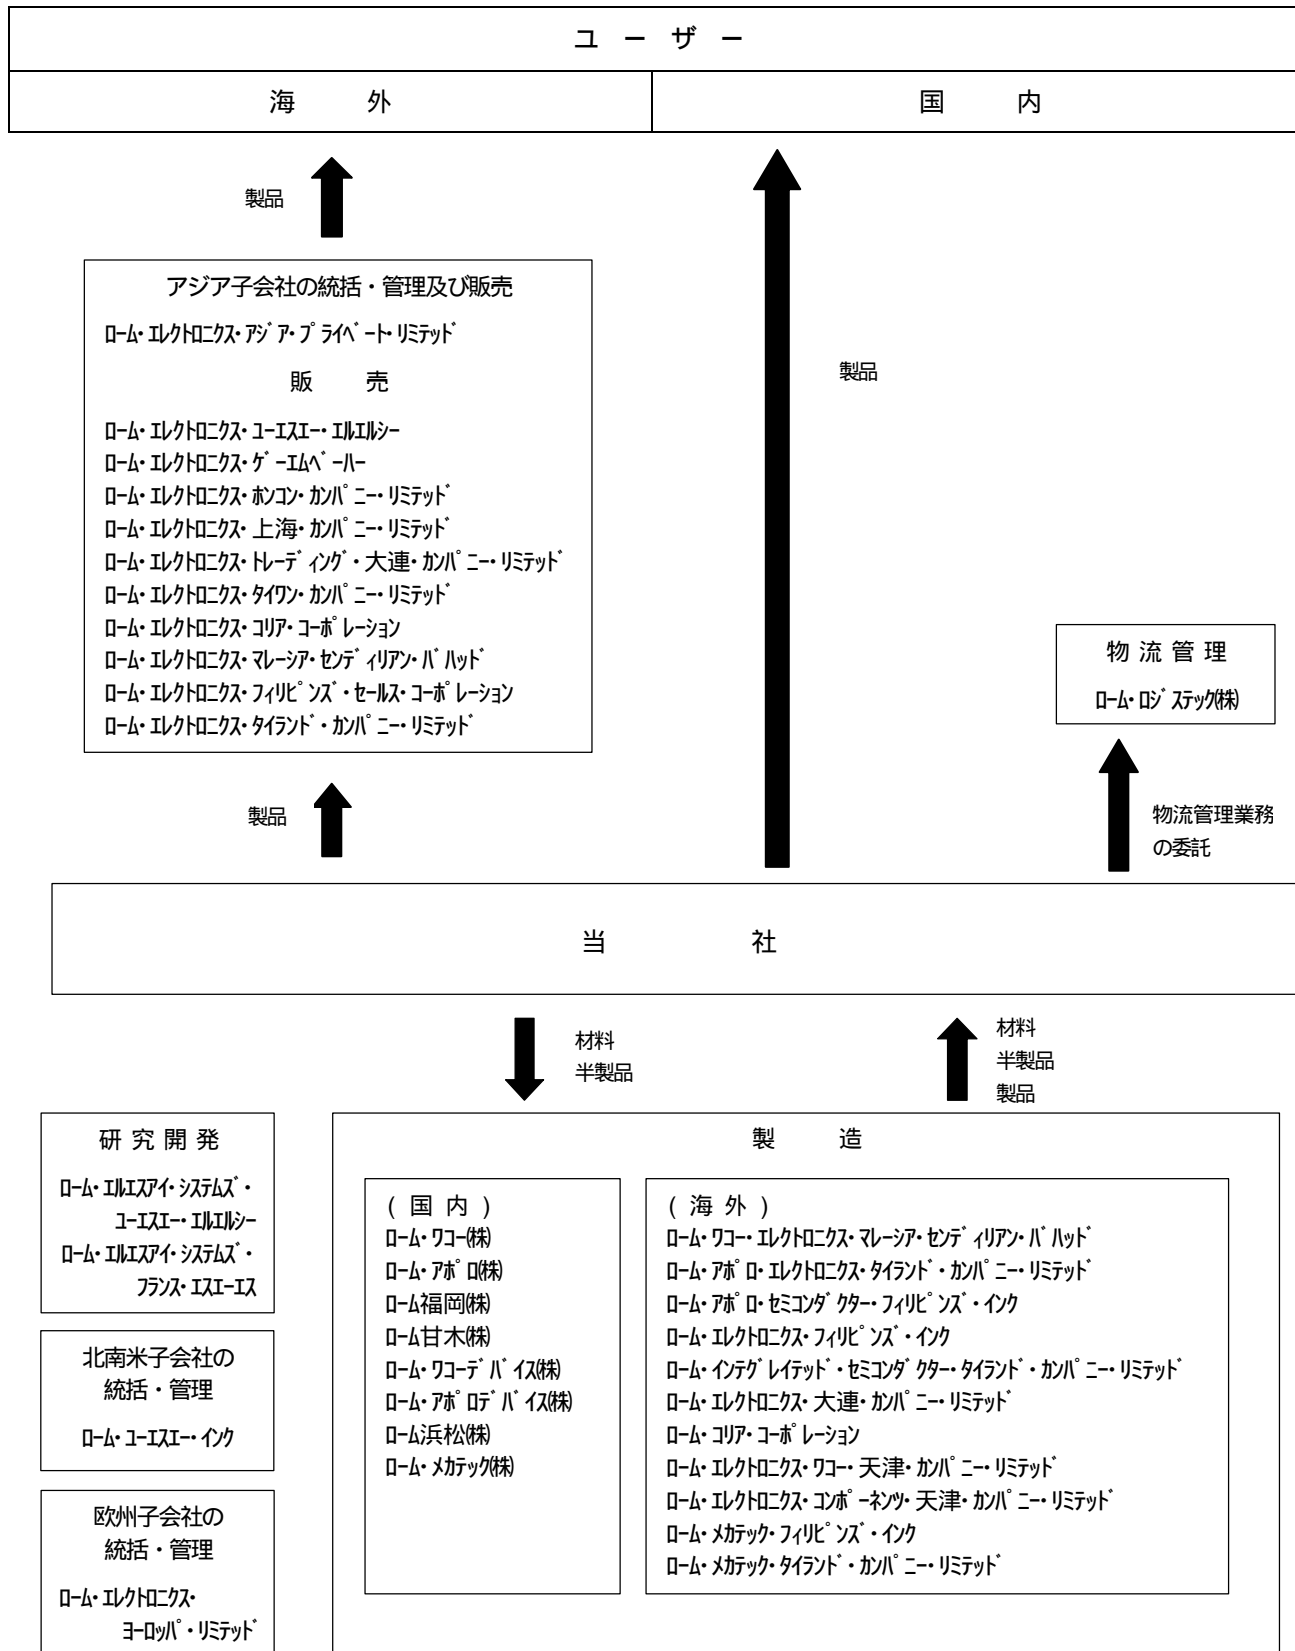 ユーザー
海外
国内
製品
アジア子会社の統括・管理及び販売
ﾛｰﾑ･ｴﾚｸﾄﾛﾆｸｽ･ｱｼﾞｱ･ﾌﾟﾗｲﾍﾞｰﾄ･ﾘﾐﾃｯﾄﾞ
販売
ﾛｰﾑ･ｴﾚｸﾄﾛﾆｸｽ･ﾕｰｴｽｴｰ･ｴﾙｴﾙｼｰ
ﾛｰﾑ･ｴﾚｸﾄﾛﾆｸｽ･ｹﾞｰｴﾑﾍﾞｰﾊｰ
ﾛｰﾑ･ｴﾚｸﾄﾛﾆｸｽ･ﾎﾝｺﾝ･ｶﾝﾊﾟﾆｰ･ﾘﾐﾃｯﾄﾞ
ﾛｰﾑ･ｴﾚｸﾄﾛﾆｸｽ･上海･ｶﾝﾊﾟﾆｰ･ﾘﾐﾃｯﾄﾞ
ﾛｰﾑ･ｴﾚｸﾄﾛﾆｸｽ･ﾄﾚｰﾃﾞｨﾝｸﾞ･大連･ｶﾝﾊﾟﾆｰ･ﾘﾐﾃｯﾄﾞ
ﾛｰﾑ･ｴﾚｸﾄﾛﾆｸｽ･ﾀｲﾜﾝ･ｶﾝﾊﾟﾆｰ･ﾘﾐﾃｯﾄﾞ
ﾛｰﾑ･ｴﾚｸﾄﾛﾆｸｽ･ｺﾘｱ･ｺｰﾎﾟﾚｰｼｮﾝ
ﾛｰﾑ･ｴﾚｸﾄﾛﾆｸｽ･ﾏﾚｰｼｱ･ｾﾝﾃﾞｨﾘｱﾝ･ﾊﾞﾊｯﾄﾞ
ﾛｰﾑ･ｴﾚｸﾄﾛﾆｸｽ･ﾌｨﾘﾋﾟﾝｽﾞ･ｾｰﾙｽ･ｺｰﾎﾟﾚｰｼｮﾝ
ﾛｰﾑ･ｴﾚｸﾄﾛﾆｸｽ･ﾀｲﾗﾝﾄﾞ･ｶﾝﾊﾟﾆｰ･ﾘﾐﾃｯﾄﾞ
製品
物流管理
ﾛｰﾑ･ﾛｼﾞｽﾃｯｸ㈱
製品
物流管理業務
の委託
当社
材料
半製品
材料
半製品
製品
研究開発
ﾛｰﾑ･ｴﾙｴｽｱｲ･ｼｽﾃﾑｽﾞ･
ﾕｰｴｽｴｰ･ｴﾙｴﾙｼｰ
ﾛｰﾑ･ｴﾙｴｽｱｲ･ｼｽﾃﾑｽﾞ･
ﾌﾗﾝｽ･ｴｽｴｰｴｽ
北南米子会社の
統括・管理
ﾛｰﾑ･ﾕｰｴｽｴｰ･ｲﾝｸ
欧州子会社の
統括・管理
ﾛｰﾑ･ｴﾚｸﾄﾛﾆｸｽ･
ﾖｰﾛｯﾊﾟ･ﾘﾐﾃｯﾄﾞ
製造
(国内)
ﾛｰﾑ･ﾜｺｰ㈱
ﾛｰﾑ･ｱﾎﾟﾛ㈱
ﾛｰﾑ福岡㈱
ﾛｰﾑ甘木㈱
ﾛｰﾑ･ﾜｺｰﾃﾞﾊﾞｲｽ㈱
ﾛｰﾑ･ｱﾎﾟﾛﾃﾞﾊﾞｲｽ㈱
ﾛｰﾑ浜松㈱
ﾛｰﾑ･ﾒｶﾃｯｸ㈱
(海外)
ﾛｰﾑ･ﾜｺｰ･ｴﾚｸﾄﾛﾆｸｽ･ﾏﾚｰｼｱ･ｾﾝﾃﾞｨﾘｱﾝ･ﾊﾞﾊｯﾄﾞ
ﾛｰﾑ･ｱﾎﾟﾛ･ｴﾚｸﾄﾛﾆｸｽ･ﾀｲﾗﾝﾄﾞ･ｶﾝﾊﾟﾆｰ･ﾘﾐﾃｯﾄﾞ
ﾛｰﾑ･ｱﾎﾟﾛ･ｾﾐｺﾝﾀﾞｸﾀｰ･ﾌｨﾘﾋﾟﾝｽﾞ･ｲﾝｸ
ﾛｰﾑ･ｴﾚｸﾄﾛﾆｸｽ･ﾌｨﾘﾋﾟﾝｽﾞ･ｲﾝｸ
ﾛｰﾑ･ｲﾝﾃｸﾞﾚｲﾃｯﾄﾞ･ｾﾐｺﾝﾀﾞｸﾀｰ･ﾀｲﾗﾝﾄﾞ･ｶﾝﾊﾟﾆｰ･ﾘﾐﾃｯﾄﾞ
ﾛｰﾑ･ｴﾚｸﾄﾛﾆｸｽ･大連･ｶﾝﾊﾟﾆｰ･ﾘﾐﾃｯﾄﾞ
ﾛｰﾑ･ｺﾘｱ･ｺｰﾎﾟﾚｰｼｮﾝ
ﾛｰﾑ･ｴﾚｸﾄﾛﾆｸｽ･ﾜｺｰ･天津･ｶﾝﾊﾟﾆｰ･ﾘﾐﾃｯﾄﾞ
ﾛｰﾑ･ｴﾚｸﾄﾛﾆｸｽ･ｺﾝﾎﾟｰﾈﾝﾂ･天津･ｶﾝﾊﾟﾆｰ･ﾘﾐﾃｯﾄﾞ
ﾛｰﾑ･ﾒｶﾃｯｸ･ﾌｨﾘﾋﾟﾝｽﾞ･ｲﾝｸ
ﾛｰﾑ･ﾒｶﾃｯｸ･ﾀｲﾗﾝﾄﾞ･ｶﾝﾊﾟﾆｰ･ﾘﾐﾃｯﾄﾞ